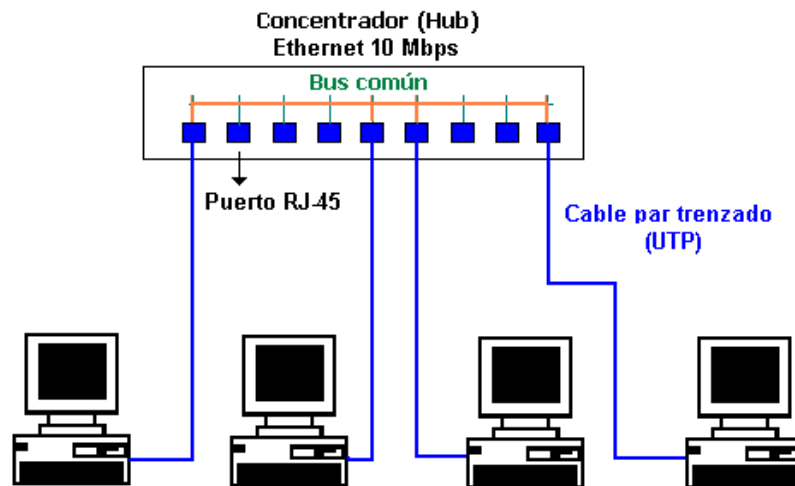 Concentrador (Hub)
Ethernet 10 Mbps
Bus común
Puerto RJ-45
Cable par trenzado
(UTP)